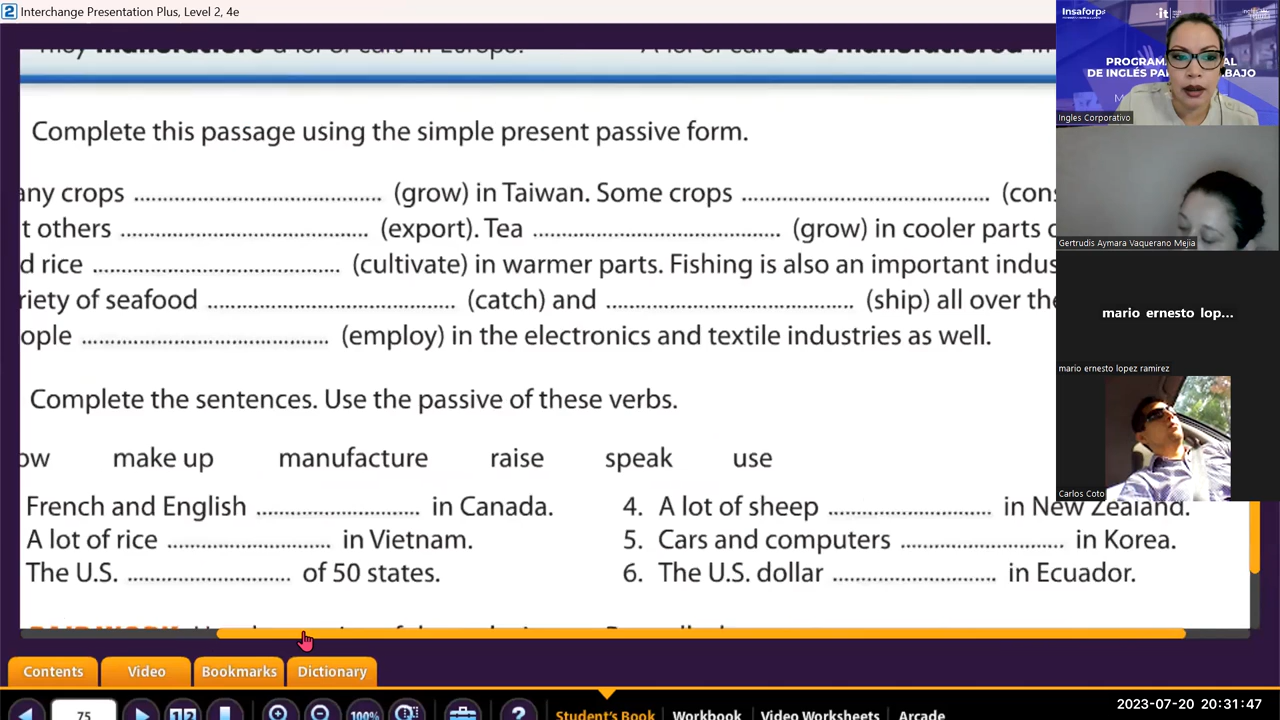 Interchange Presentation Plus, Level 2, 4e
Complete this passage using the simple present passive form.
any crops ........ (grow) in Taiwan. Some crops ........ (cons
t others ........ (export). Tea ........ (grow) in cooler parts
d rice ........ (cultivate) in warmer parts. Fishing is also an important indus
riety of seafood ........ (catch) and ........ (ship) all over the
ople ........ (employ) in the electronics and textile industries as well.
Complete the sentences. Use the passive of these verbs.
ow make up manufacture raise speak use
French and English ........ in Canada.
A lot of rice ........ in Vietnam.
The U.S. ........ of 50 states.
4. A lot of sheep ........ in New Zealand.
5. Cars and computers ........ in Korea.
6. The U.S. dollar ........ in Ecuador.
Contents Video Bookmarks Dictionary
75 1 2 100% ?
Student's Book Workbook Video Worksheets Arcade
Insaforp
it
Ingles Corporativo
Gertrudis Aymara Vaquerano Mejia
mario ernesto lop...
mario ernesto lopez ramirez
Carlos Coto
2023-07-20 20:31:47